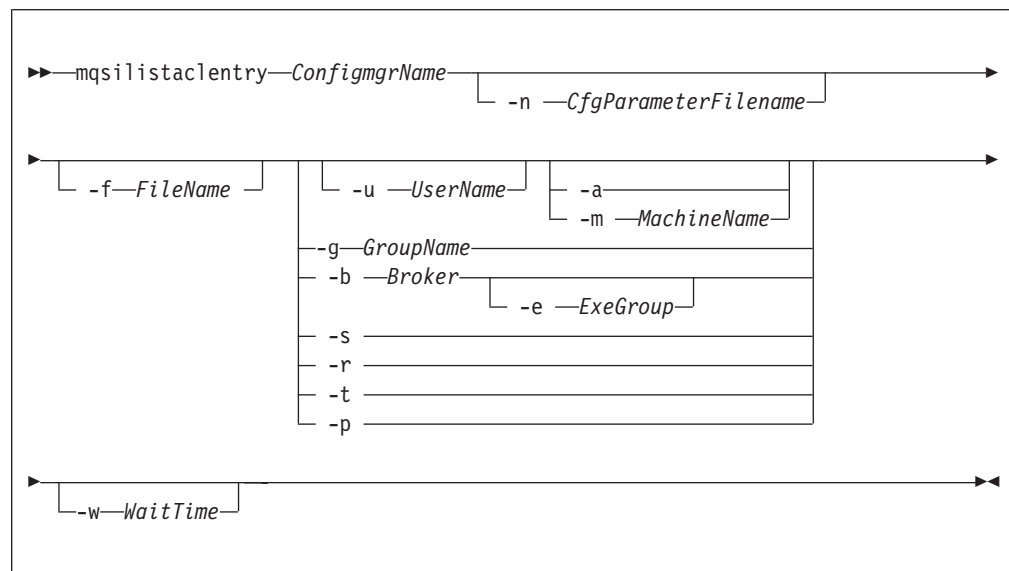 mqsilistaclentry ConfigmgrName
-n CfgParameterFilename
-f FileName -u UserName -a
-m MachineName
-g GroupName
-b Broker
-e ExeGroup
-s
-r
-t
-p
-w WaitTime